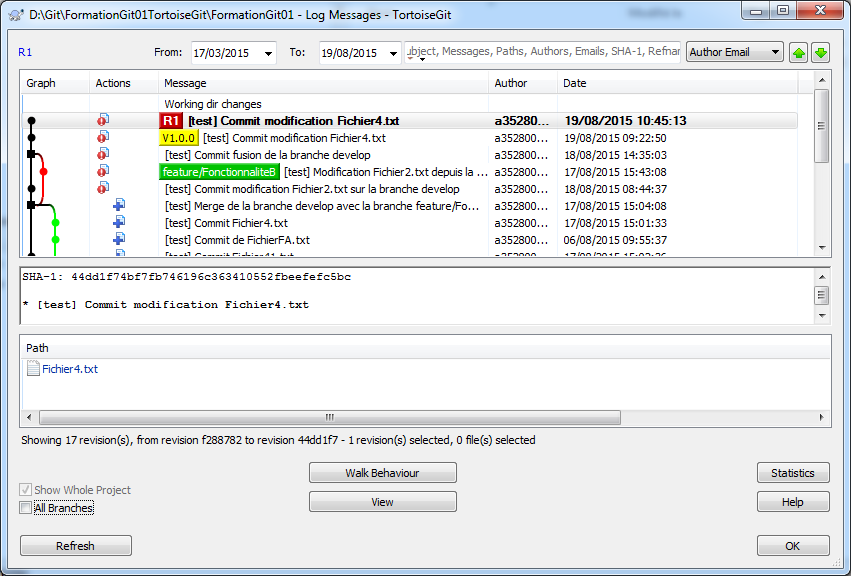 D:\Git\FormationGit01TortoiseGit\FormationGit01 - Log Messages - TortoiseGit
R1 From: 17/03/2015 To: 19/08/2015 Subject, Messages, Paths, Authors, Emails, SHA-1, Refnar Author Email
Graph Actions Message Author Date
Working dir changes
R1 [test] Commit modification Fichier4.txt a352800... 19/08/2015 10:45:13
V1.0.0 [test] Commit modification Fichier4.txt a352800... 19/08/2015 09:22:50
[test] Commit fusion de la branche develop a352800... 18/08/2015 14:35:03
feature/FonctionnaliteB [test] Modification Fichier2.txt depuis la ... a352800... 17/08/2015 15:43:08
[test] Commit modification Fichier2.txt sur la branche develop a352800... 18/08/2015 08:44:37
[test] Merge de la branche develop avec la branche feature/Fo... a352800... 17/08/2015 15:04:08
[test] Commit Fichier4.txt a352800... 17/08/2015 15:01:33
[test] Commit de FichierFA.txt a352800... 06/08/2015 09:55:37
SHA-1: 44dd1f74bf7fb746196c363410552fbeefefc5bc
* [test] Commit modification Fichier4.txt
Path
Fichier4.txt
Showing 17 revision(s), from revision f288782 to revision 44dd1f7 - 1 revision(s) selected, 0 file(s) selected
Walk Behaviour Statistics
Show Whole Project
View Help
All Branches
Refresh OK